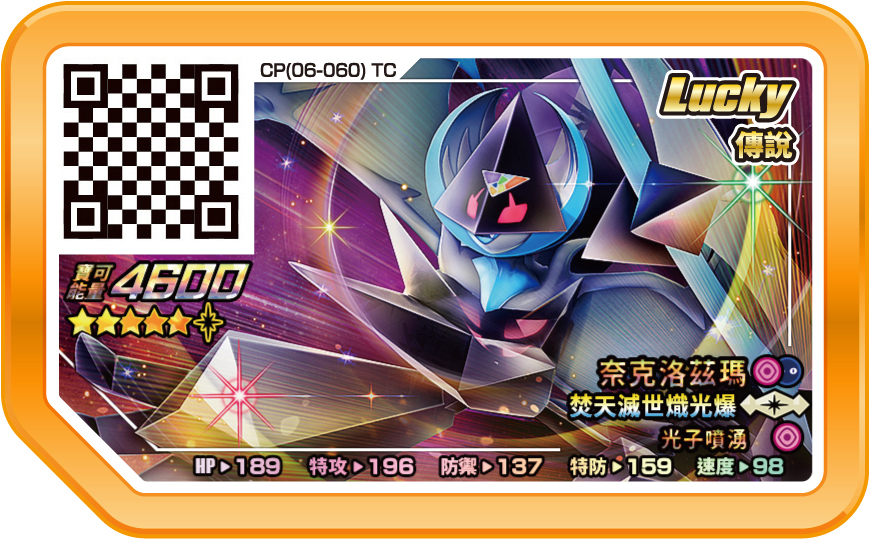 CP(06-060) TC
Lucky
傳說
寶可能量 4600
奈克洛茲瑪
焚天滅世熾光爆
光子噴湧
HP▶189 特攻▶196 防禦▶137 特防▶159 速度▶98